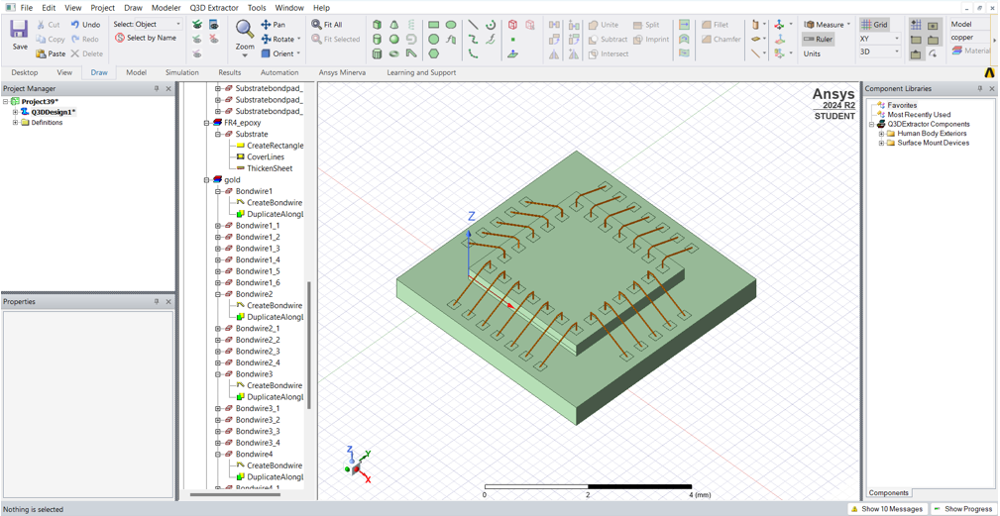 File Edit View Project Draw Modeler Q3D Extractor Tools Window Help
Save
Cut
Copy
Paste
Undo
Redo
Delete
Select: Object
Select by Name
Zoom
Pan
Rotate
Orient
Fit All
Fit Selected
Unite
Subtract
Intersect
Split
Imprint
Fillet
Chamfer
Measure
Ruler
Units
Grid
XY
3D
Model
copper
Material
Desktop View Draw Model Simulation Results Automation Ansys Minerva Learning and Support
Project Manager
Project39*
Q3DDesign1*
Definitions
Properties
Substratebondpad_
Substratebondpad_
Substratebondpad_
FR4_epoxy
Substrate
CreateRectangle
CoverLines
ThickenSheet
gold
Bondwire1
CreateBondwire
DuplicateAlongL
Bondwire1_1
Bondwire1_2
Bondwire1_3
Bondwire1_4
Bondwire1_5
Bondwire1_6
Bondwire2
CreateBondwire
DuplicateAlongL
Bondwire2_1
Bondwire2_2
Bondwire2_3
Bondwire2_4
Bondwire3
CreateBondwire
DuplicateAlongL
Bondwire3_1
Bondwire3_2
Bondwire3_3
Bondwire3_4
Bondwire4
CreateBondwire
DuplicateAlongL
Bondwire4_1
Ansys
2024 R2
STUDENT
Z
Z
Y
X
0 2 4 (mm)
Component Libraries
Favorites
Most Recently Used
Q3DExtractor Components
Human Body Exteriors
Surface Mount Devices
Components
Nothing is selected
Show 10 Messages
Show Progress